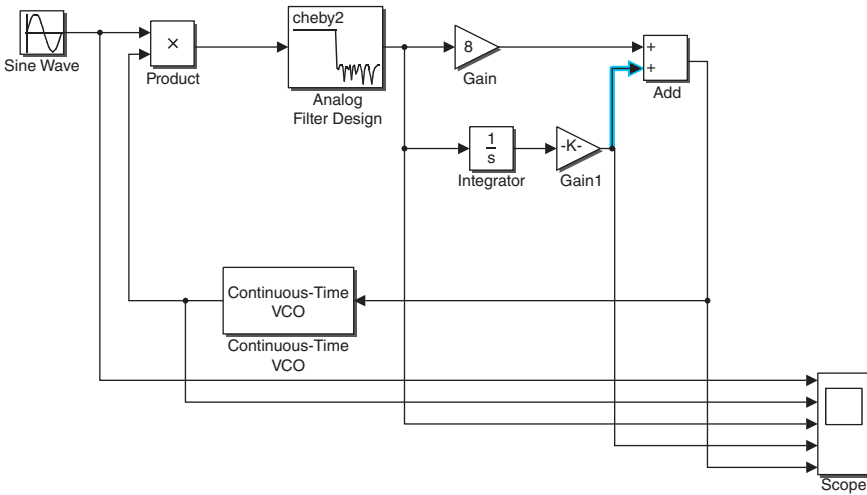 cheby2
Sine Wave
×
Product
Analog
Filter Design
8
Gain
+
+
Add
1
s
Integrator
-K-
Gain1
Continuous-Time
VCO
Continuous-Time
VCO
Scope